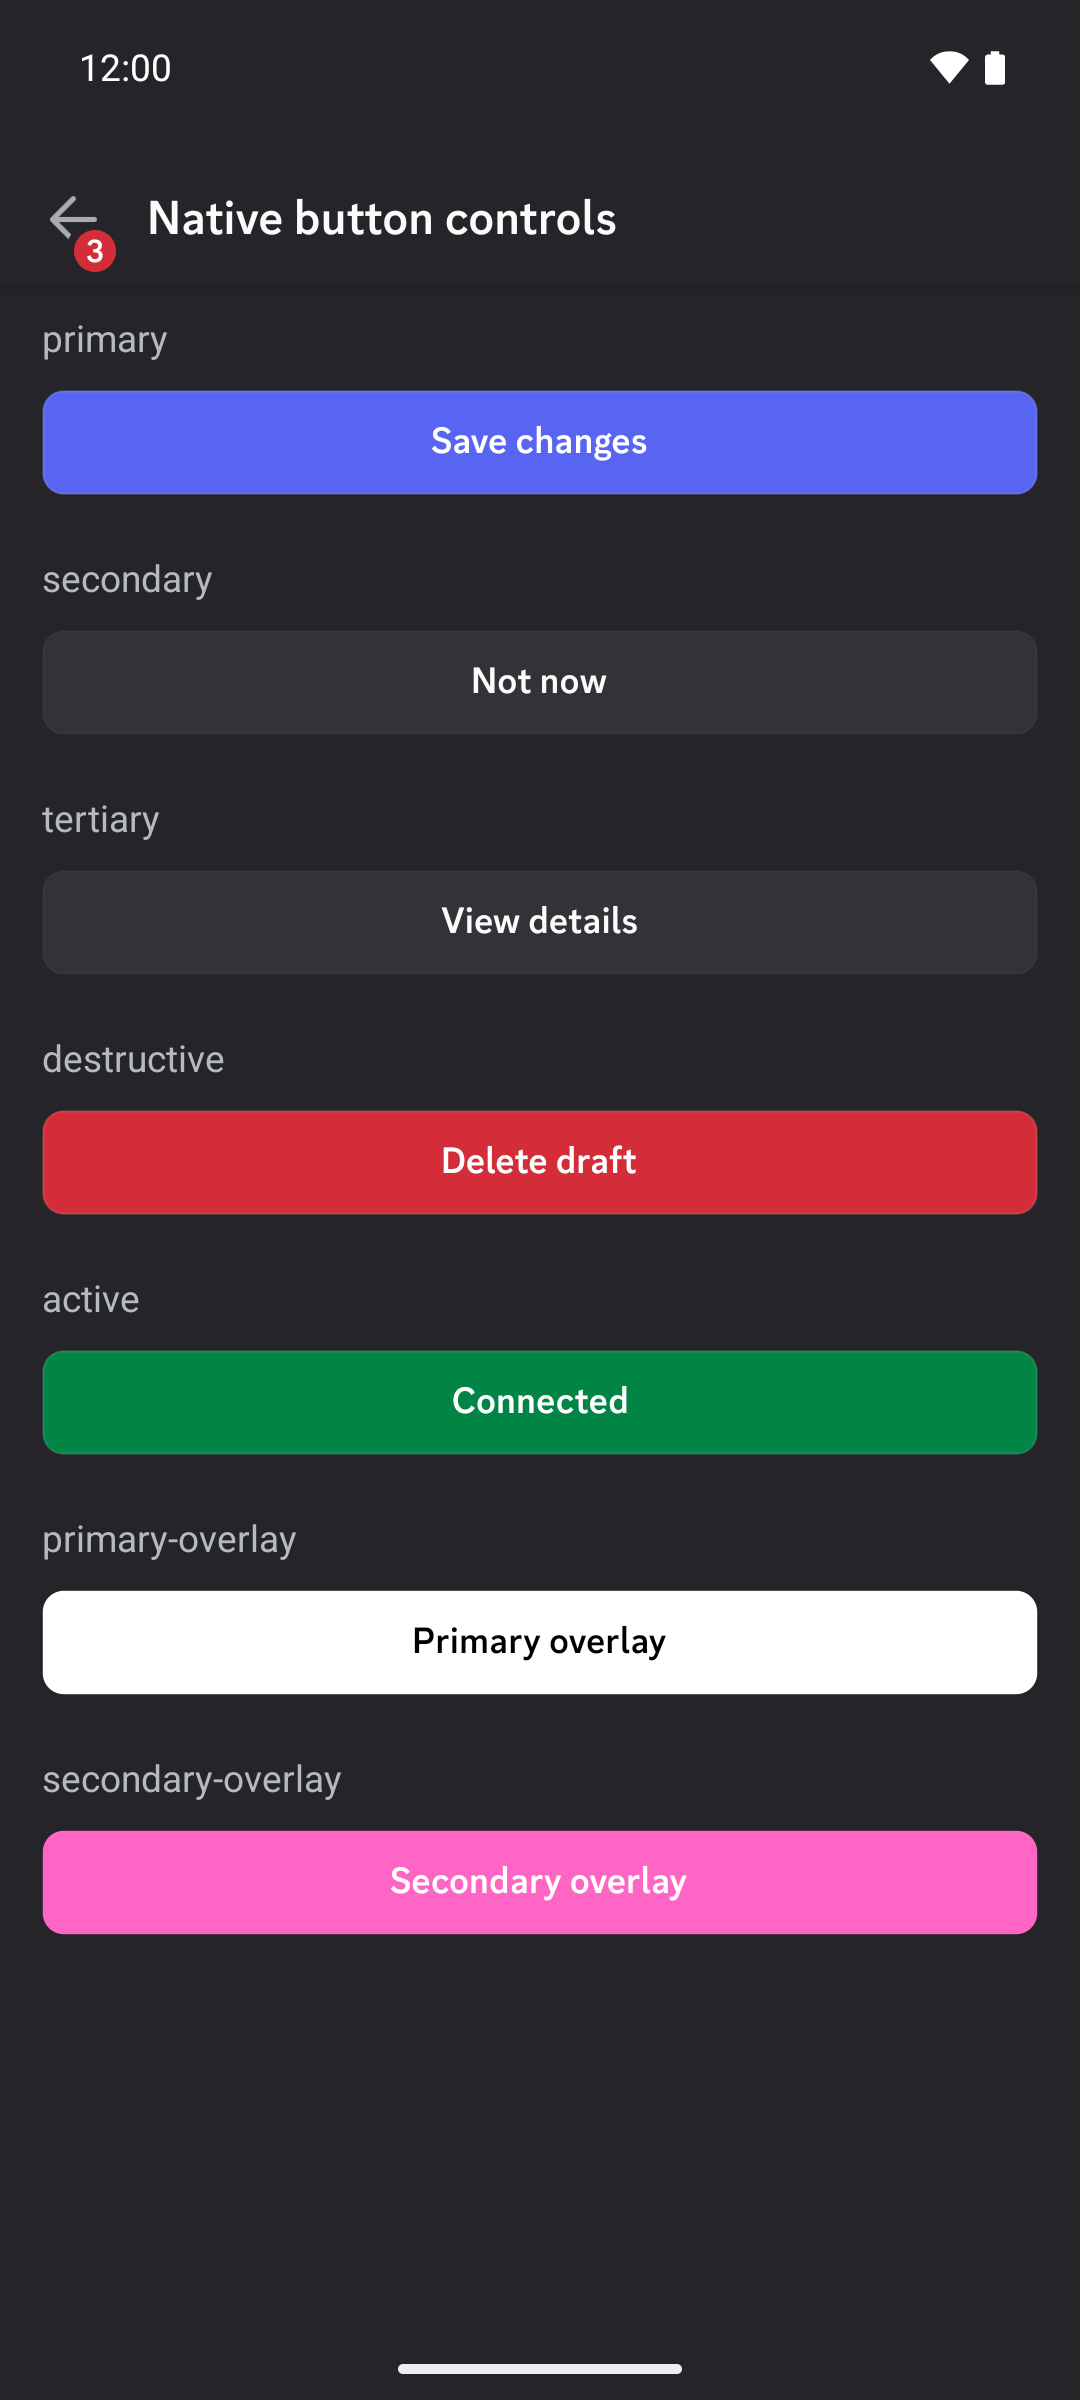 12:00
Native button controls
3
primary
Save changes
secondary
Not now
tertiary
View details
destructive
Delete draft
active
Connected
primary-overlay
Primary overlay
secondary-overlay
Secondary overlay